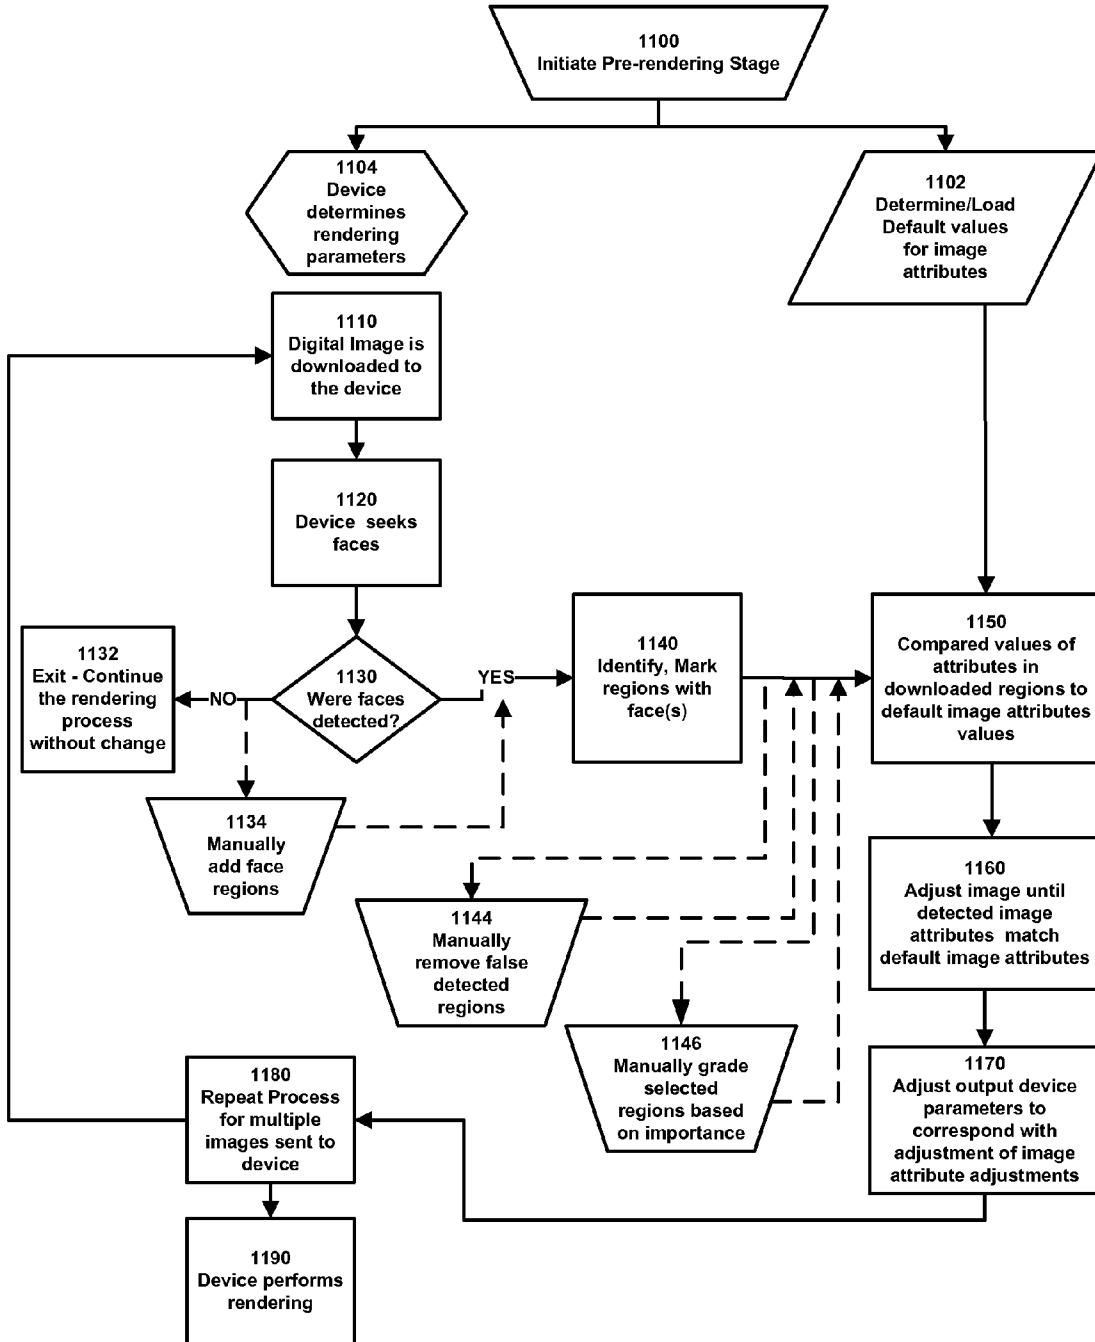 1100
Initiate Pre-rendering Stage
1104
Device
determines
rendering
parameters
1102
Determine/Load
Default values
for image
attributes
1110
Digital Image is
downloaded to
the device
1120
Device seeks
faces
1130
Were faces
detected?
NO
YES
1132
Exit - Continue
the rendering
process
without change
1134
Manually
add face
regions
1140
Identify, Mark
regions with
face(s)
1144
Manually
remove false
detected
regions
1146
Manually grade
selected
regions based
on importance
1150
Compared values of
attributes in
downloaded regions to
default image attributes
values
1160
Adjust image until
detected image
attributes match
default image attributes
1170
Adjust output device
parameters to
correspond with
adjustment of image
attribute adjustments
1180
Repeat Process
for multiple
images sent to
device
1190
Device performs
rendering